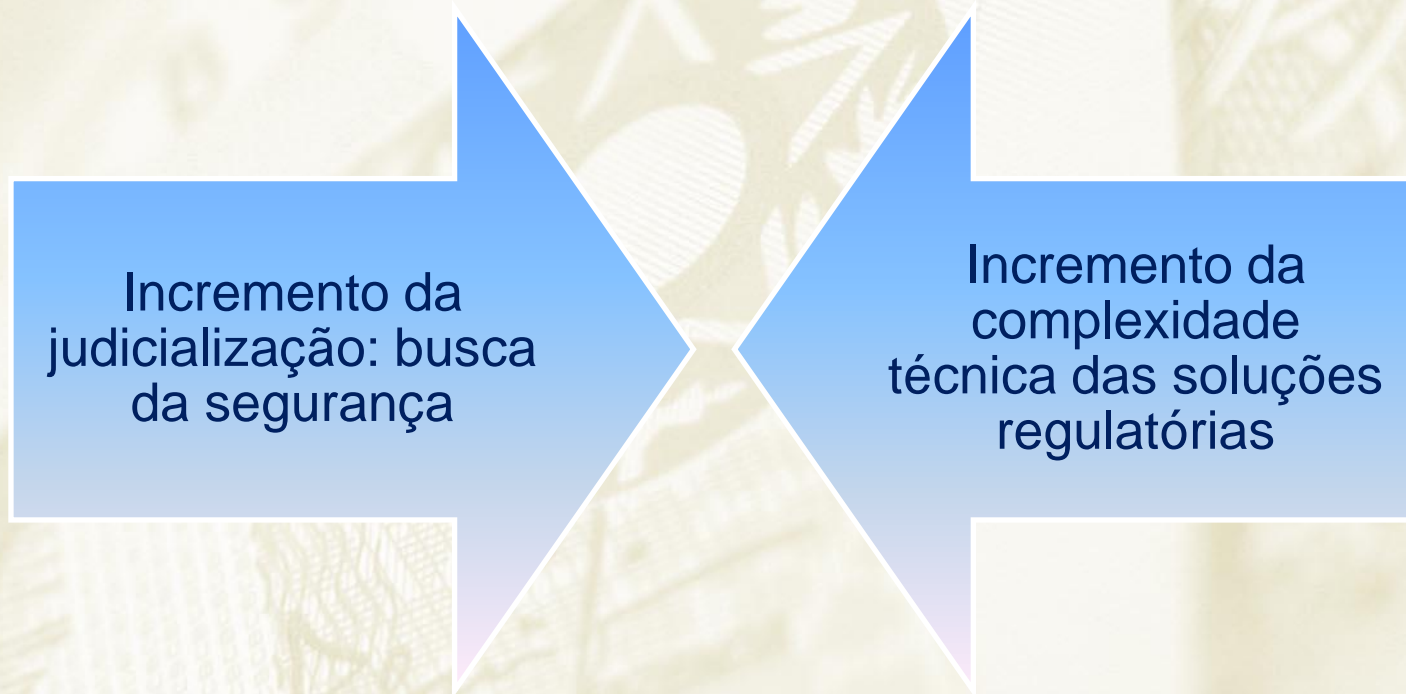 Incremento da
judicialização: busca
da segurança
Incremento da
complexidade
técnica das soluções
regulatórias